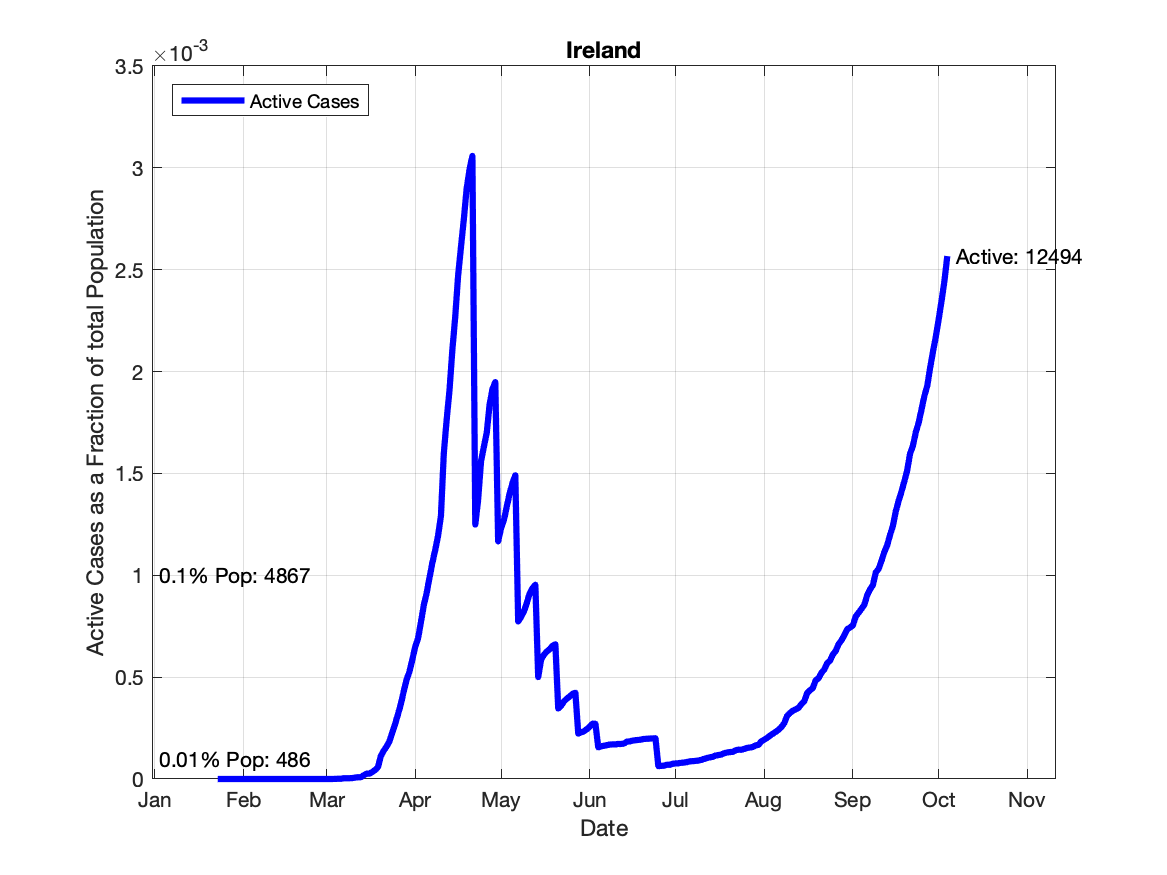 Ireland
×10-3
3.5
3
2.5
2
1.5
1
0.5
0
Active Cases
Active: 12494
0.1% Pop: 4867
0.01% Pop: 486
Active Cases as a Fraction of total Population
Jan Feb Mar Apr May Jun Jul Aug Sep Oct Nov
Date